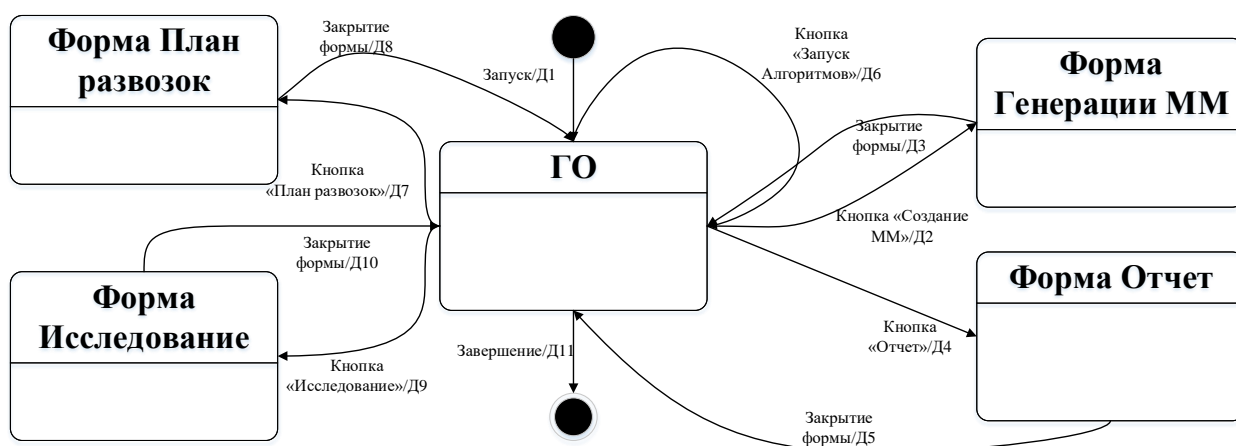 Форма План
развозок
Закрытие
формы/Д8
Запуск/Д1
Кнопка
«Запуск
Алгоритмов»/Д6
Форма
Генерации ММ
Закрытие
формы/Д3
ГО
Кнопка
«План развозок»/Д7
Кнопка «Создание
ММ»/Д2
Закрытие
формы/Д10
Форма
Исследование
Форма Отчет
Кнопка
«Отчет»/Д4
Завершение/Д11
Кнопка
«Исследование»/Д9
Закрытие
формы/Д5